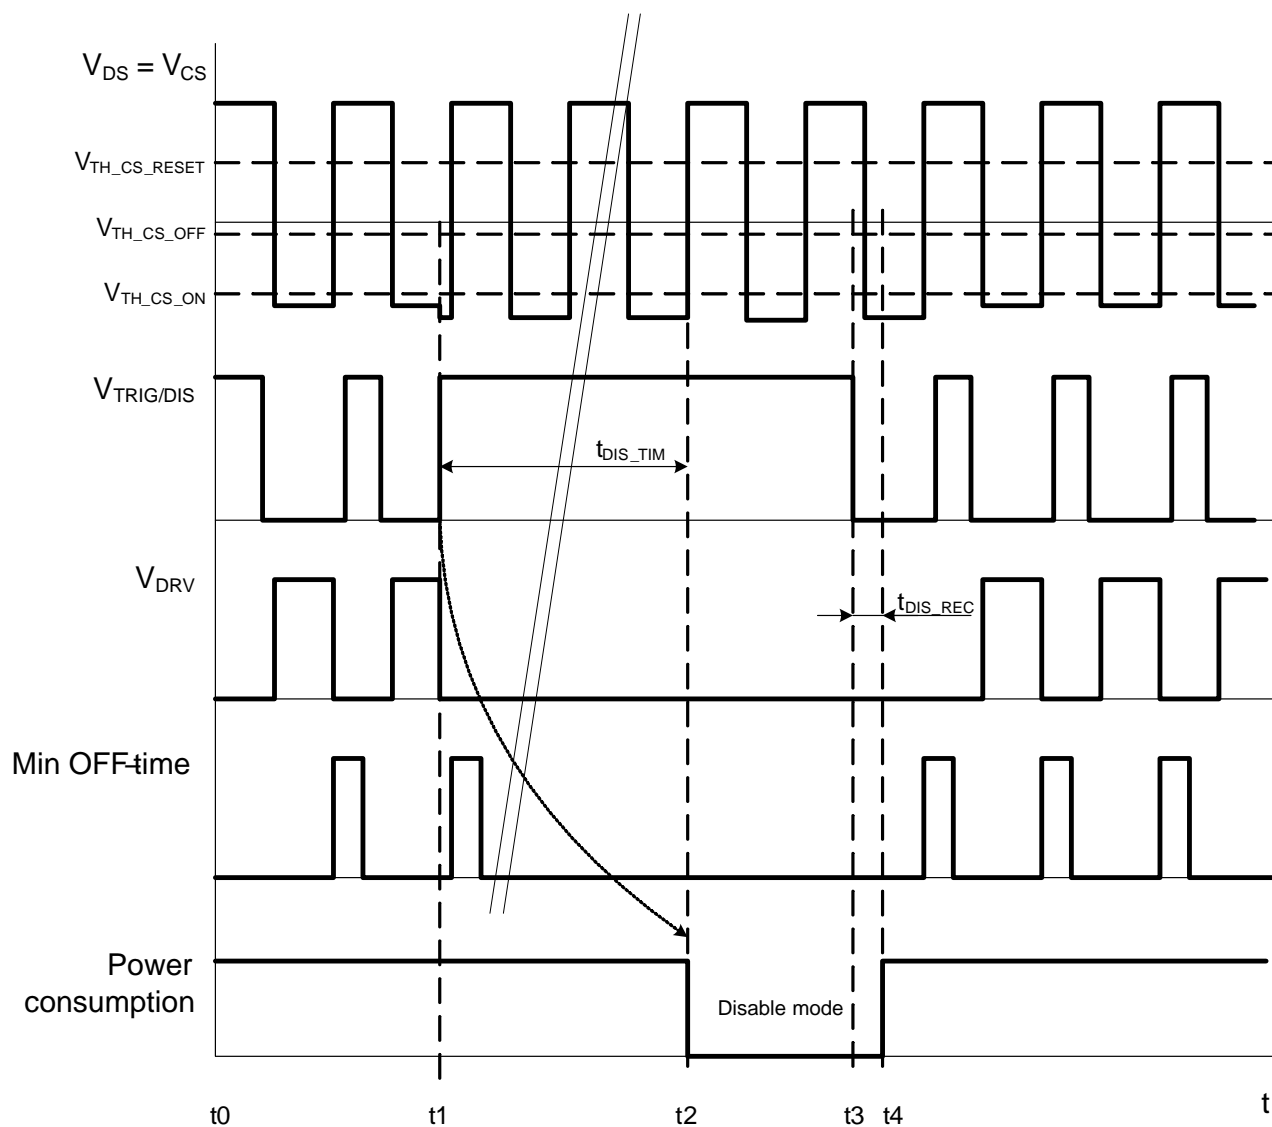 VDS = VCS
VTH_CS_RESET
VTH_CS_OFF
VTH_CS_ON
VTRIG/DIS
tDIS_TIM
VDRV
tDIS_REC
Min OFF-time
Power
consumption
Disable mode
t0 t1 t2 t3 t4 t